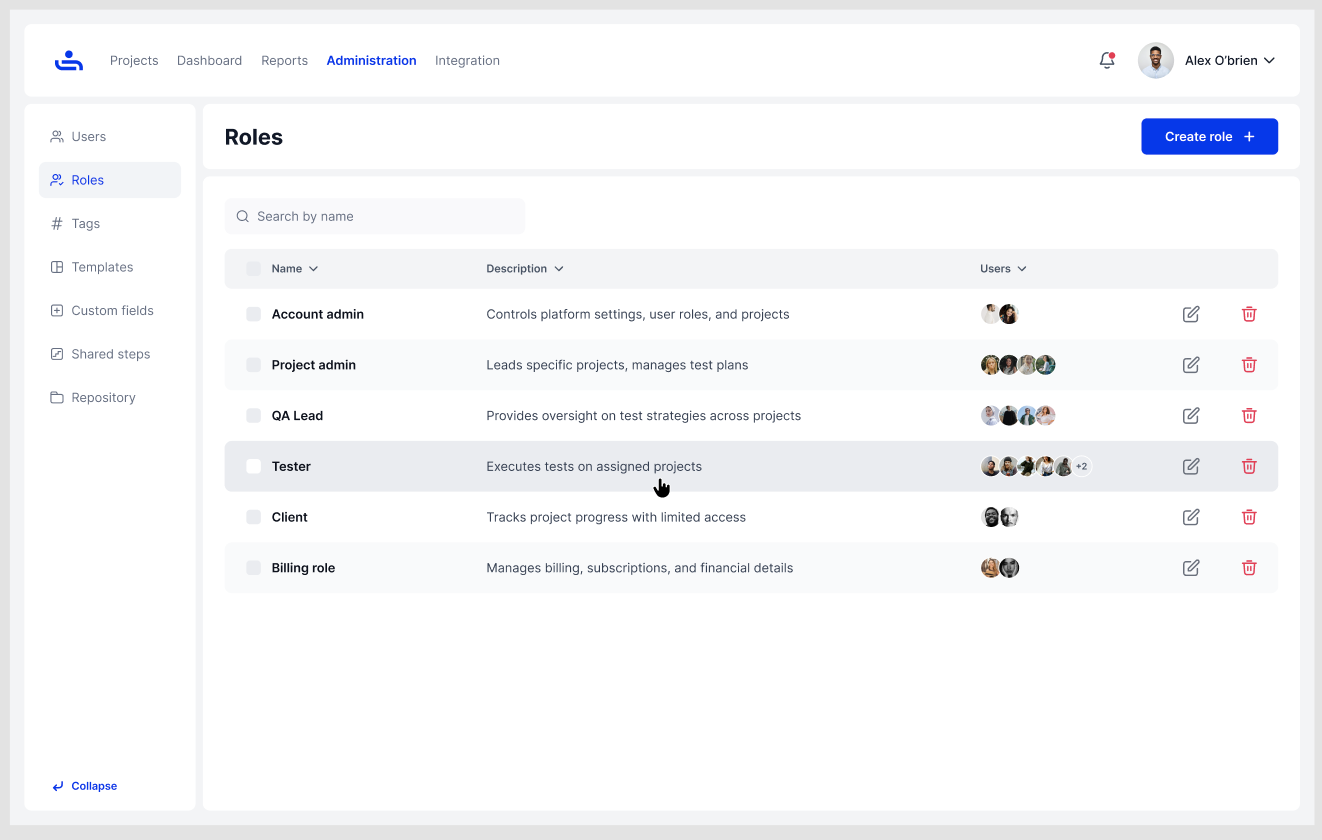 Projects Dashboard Reports Administration Integration Alex O'brien
Users
Roles
Tags
Templates
Custom fields
Shared steps
Repository
Collapse
Roles Create role
Search by name
Name Description Users
Account admin Controls platform settings, user roles, and projects
Project admin Leads specific projects, manages test plans
QA Lead Provides oversight on test strategies across projects
Tester Executes tests on assigned projects +2
Client Tracks project progress with limited access
Billing role Manages billing, subscriptions, and financial details